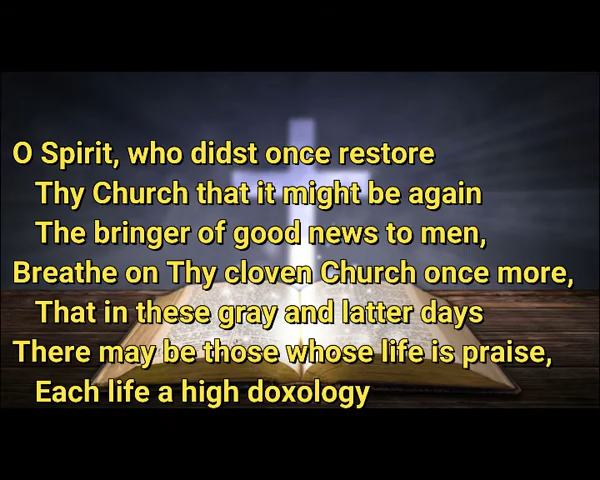 O Spirit, who didst once restore
Thy Church that it might be again
The bringer of good news to men,
Breathe on Thy cloven Church once more,
That in these gray and latter days
There may be those whose life is praise,
Each life a high doxology